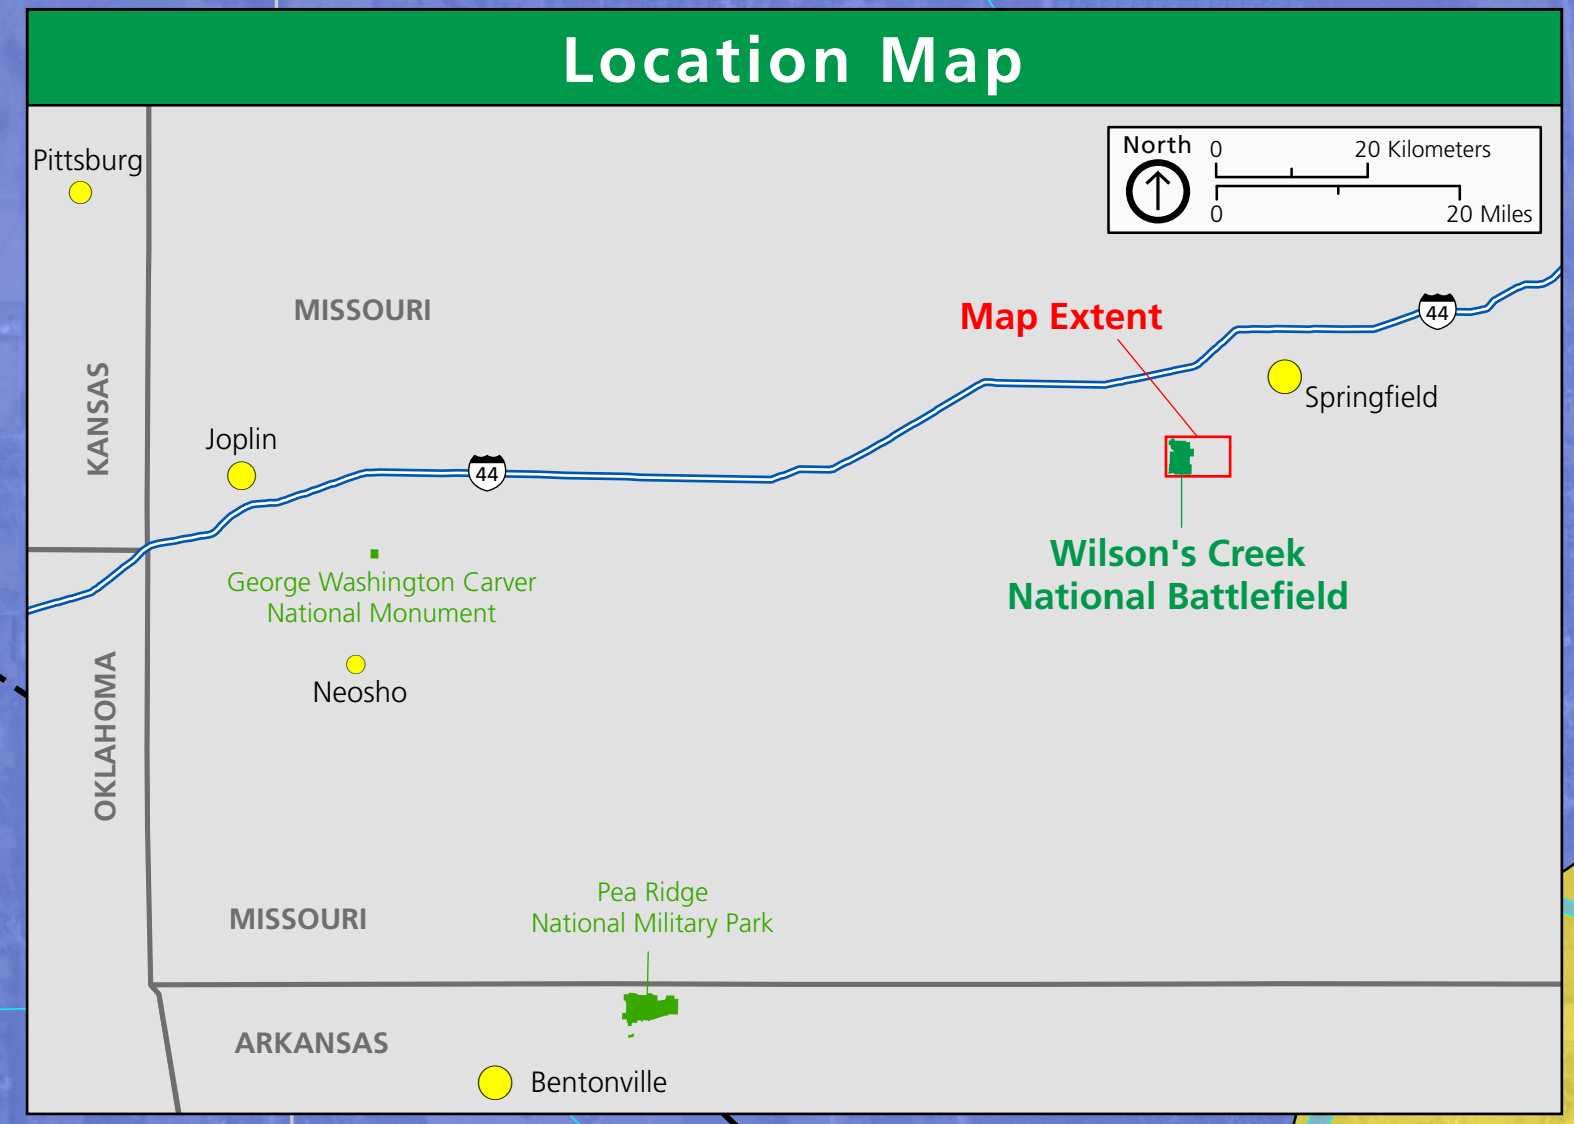 Location Map
Pittsburg
North
0 20 Kilometers
0 20 Miles
MISSOURI
Map Extent
44
Springfield
KANSAS
Joplin
44
Wilson's Creek
National Battlefield
George Washington Carver
National Monument
Neosho
OKLAHOMA
Pea Ridge
National Military Park
MISSOURI
ARKANSAS
Bentonville